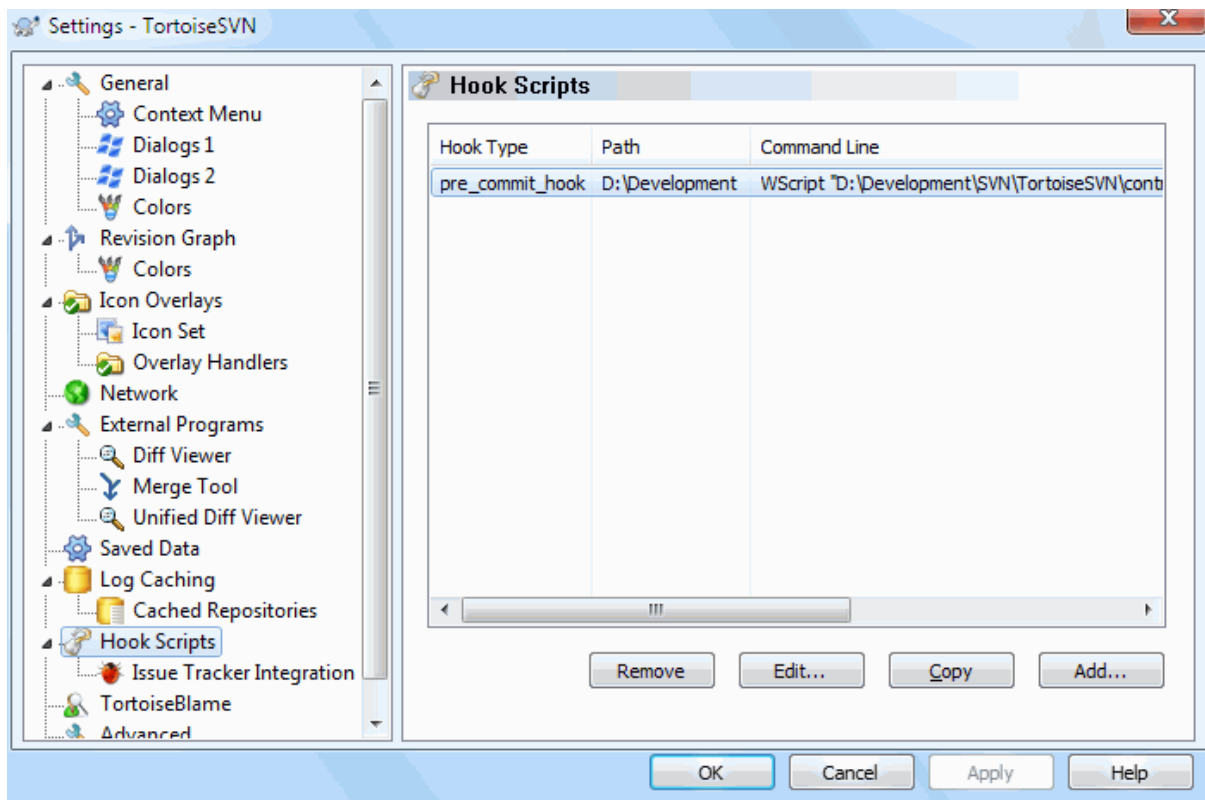 Settings - TortoiseSVN
General
Context Menu
Dialogs 1
Dialogs 2
Colors
Revision Graph
Colors
Icon Overlays
Icon Set
Overlay Handlers
Network
External Programs
Diff Viewer
Merge Tool
Unified Diff Viewer
Saved Data
Log Caching
Cached Repositories
Hook Scripts
Issue Tracker Integration
TortoiseBlame
Advanced
Hook Scripts
Hook Type Path Command Line
pre_commit_hook D:\Development WScript "D:\Development\SVN\TortoiseSVN\contr
Remove Edit... Copy Add...
OK Cancel Apply Help